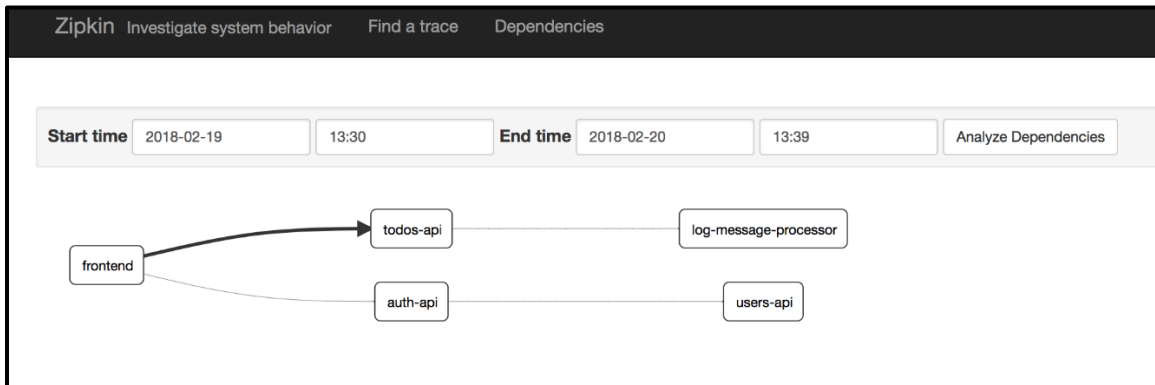 Zipkin Investigate system behavior Find a trace Dependencies
Start time 2018-02-19 13:30 End time 2018-02-20 13:39 Analyze Dependencies
todos-api log-message-processor
frontend
auth-api users-api